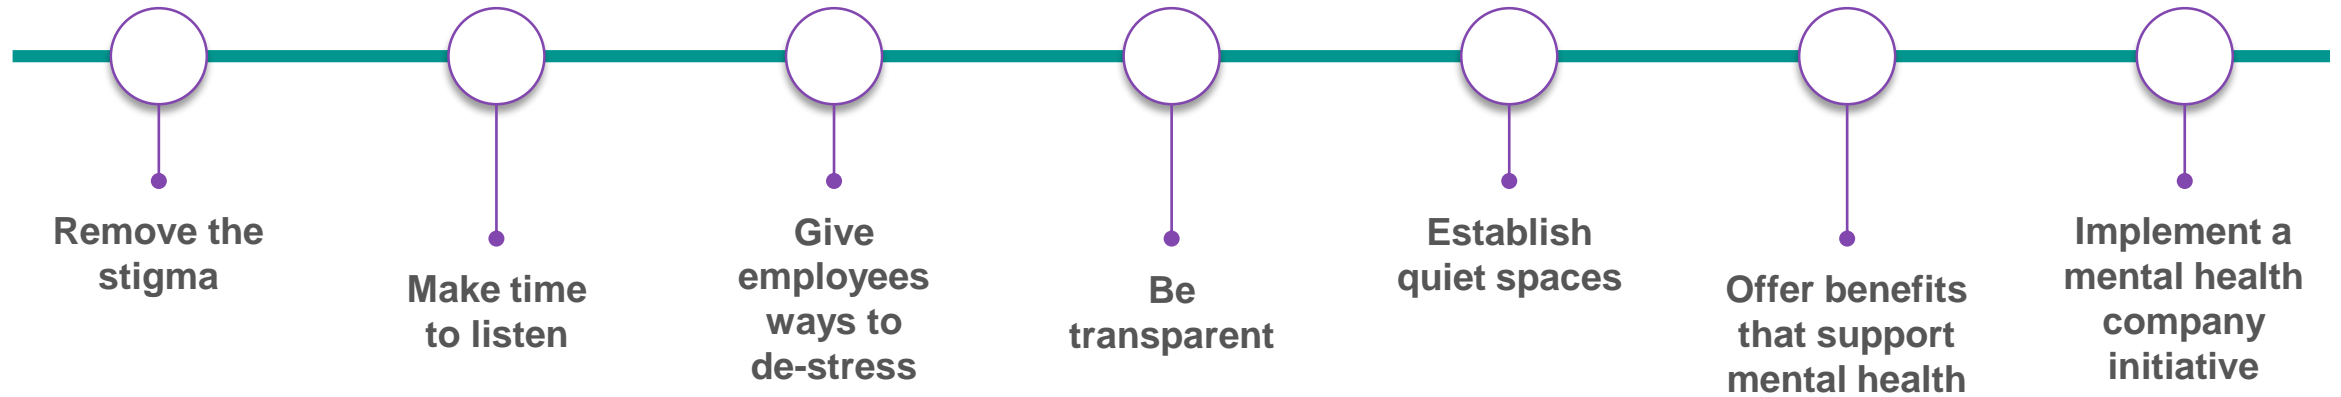 Remove the
stigma
Make time
to listen
Give
employees
ways to
de-stress
Be
transparent
Establish
quiet spaces
Offer benefits
that support
mental health
Implement a
mental health
company
initiative